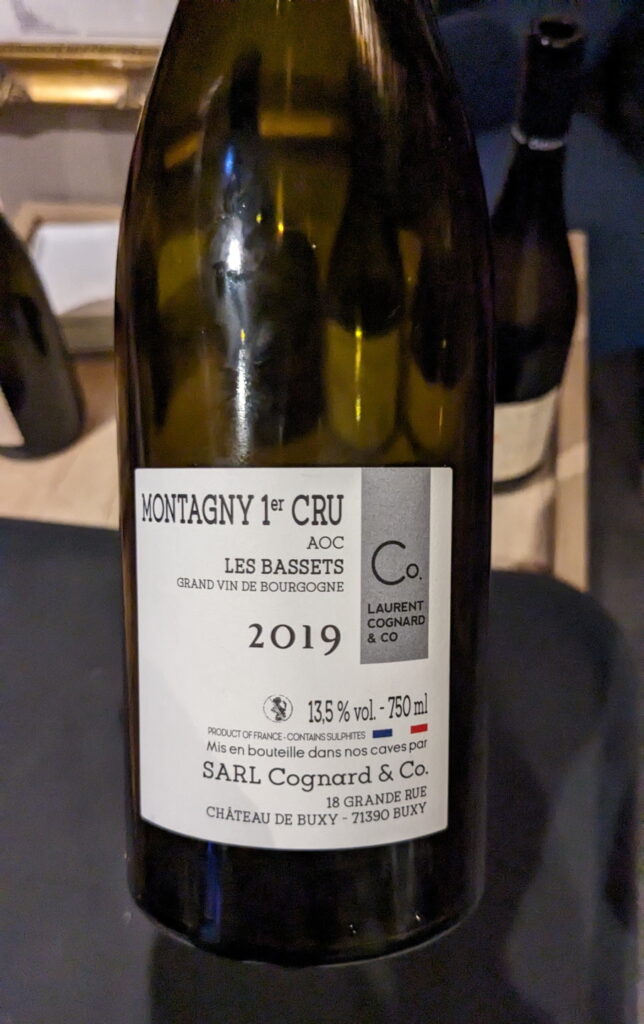 MONTAGNY 1er CRU
AOC
LES BASSETS
GRAND VIN DE BOURGOGNE
2019
Co.
LAURENT
COGNARD
& CO
13,5 % vol. - 750 ml
PRODUCT OF FRANCE - CONTAINS SULPHITES
Mis en bouteille dans nos caves par
SARL Cognard & Co.
18 GRANDE RUE
CHÂTEAU DE BUXY - 71390 BUXY